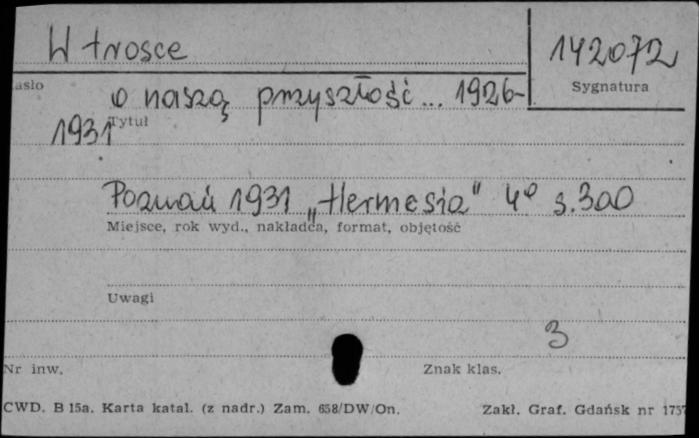 W trosce
142072
asło
Sygnatura
o naszą przyszłość... 1926-
1931
Tytuł
Poznań 1931 „Hermesia" 4° s.300
Miejsce, rok wyd., nakładca, format, objętość
Uwagi
3
Nr inw.
Znak klas.
CWD. B 15a. Karta katal. (z nadr.) Zam. 658/DW/On.
Zakł. Graf. Gdańsk nr 1757